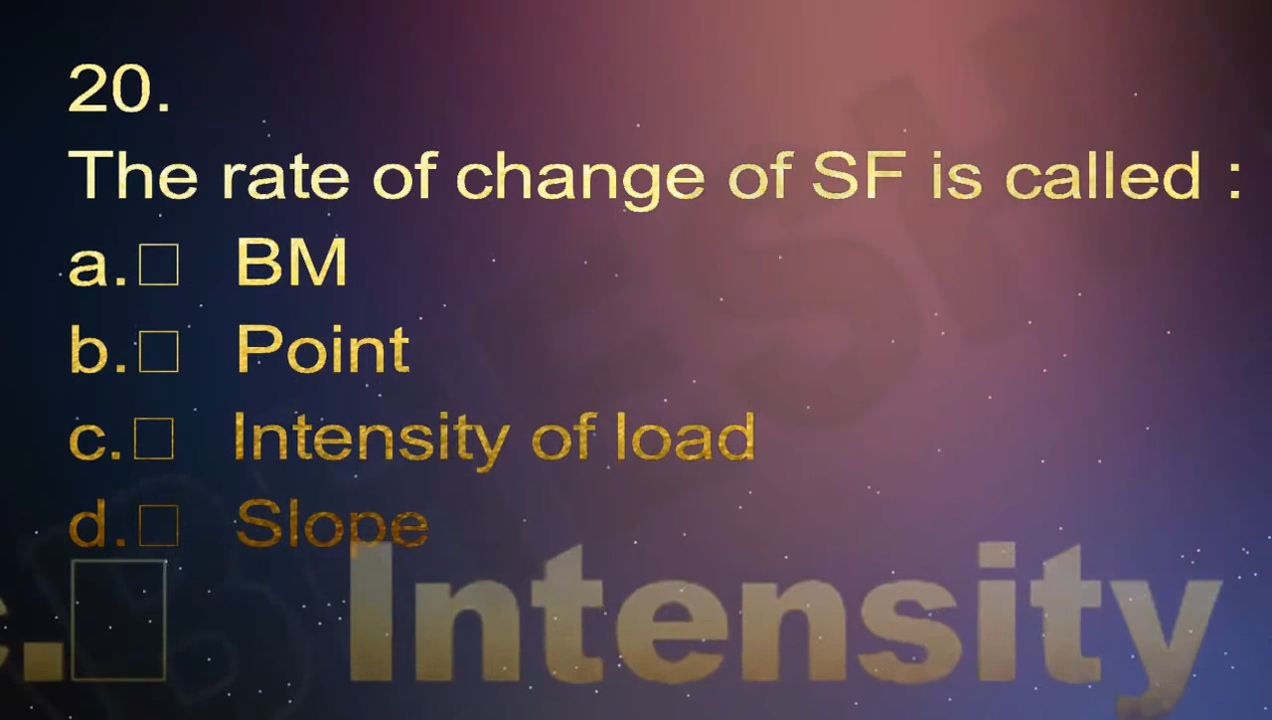 20.
The rate of change of SF is called :
a.□ BM
b.□ Point
c.□ Intensity of load
d.□ Slope
c.□ Intensity